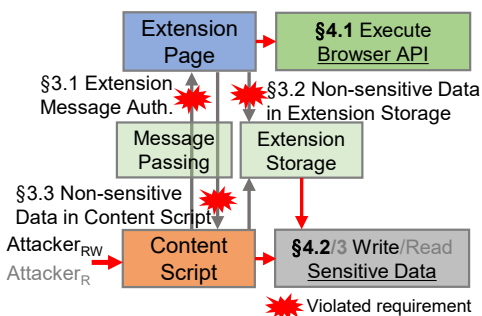 Extension
Page
§4.1 Execute
Browser API
§3.1 Extension
Message Auth.
§3.2 Non-sensitive Data
in Extension Storage
Message
Passing
Extension
Storage
§3.3 Non-sensitive
Data in Content Script
AttackerRW
AttackerR
Content
Script
§4.2/3 Write/Read
Sensitive Data
Violated requirement